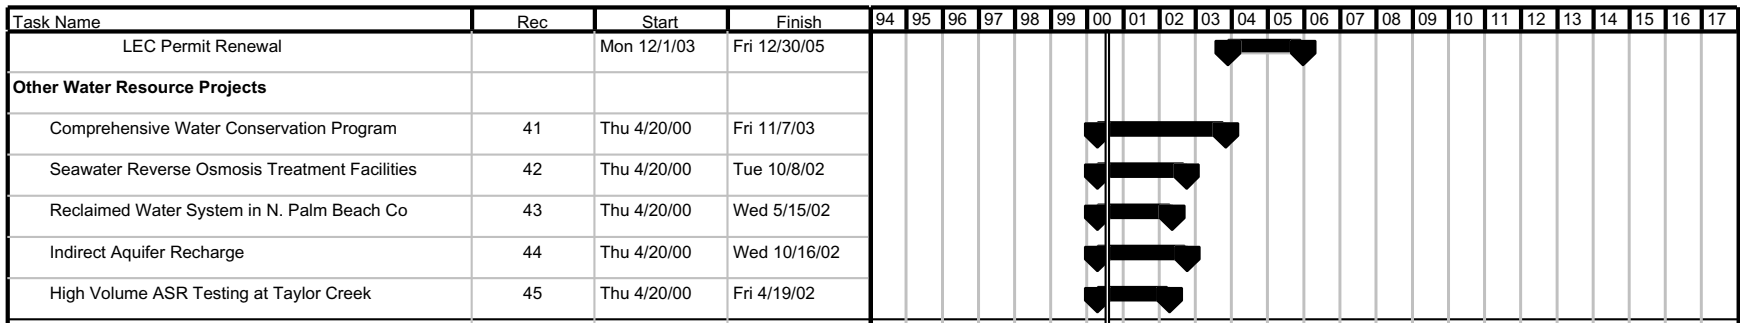 Task Name Rec Start Finish 94 95 96 97 98 99 00 01 02 03 04 05 06 07 08 09 10 11 12 13 14 15 16 17
LEC Permit Renewal Mon 12/1/03 Fri 12/30/05
Other Water Resource Projects
Comprehensive Water Conservation Program 41 Thu 4/20/00 Fri 11/7/03
Seawater Reverse Osmosis Treatment Facilities 42 Thu 4/20/00 Tue 10/8/02
Reclaimed Water System in N. Palm Beach Co 43 Thu 4/20/00 Wed 5/15/02
Indirect Aquifer Recharge 44 Thu 4/20/00 Wed 10/16/02
High Volume ASR Testing at Taylor Creek 45 Thu 4/20/00 Fri 4/19/02